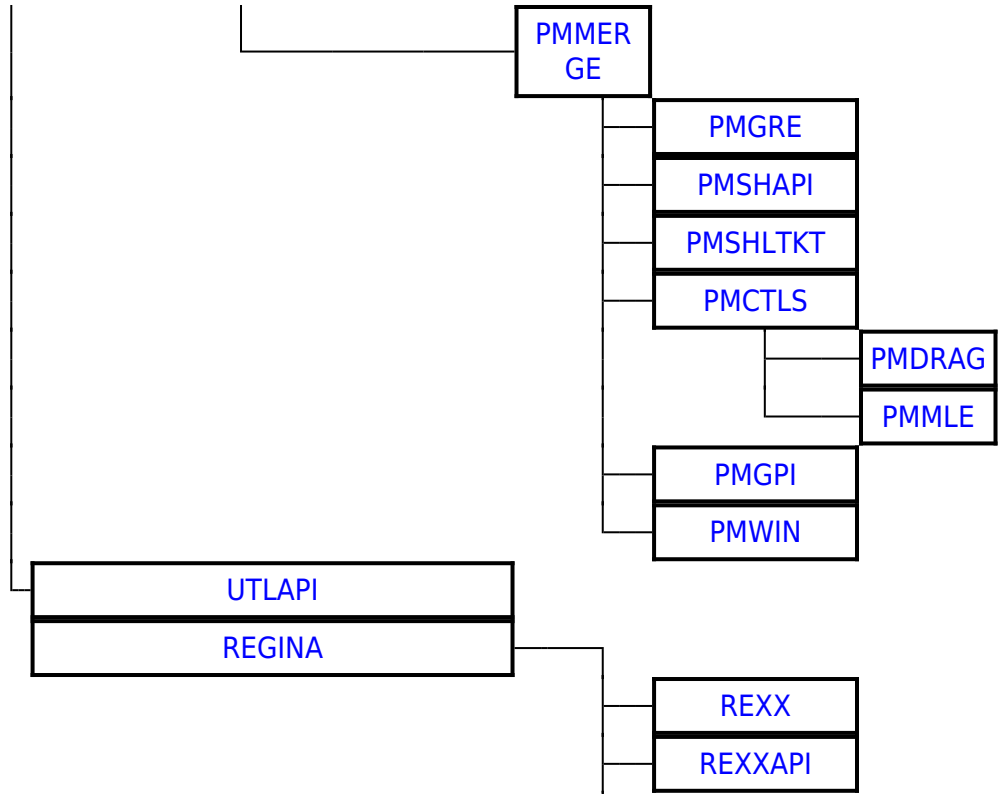 PMMER
GE
PMGRE
PMSHAPI
PMSHLTKT
PMCTLS
PMDRAG
PMMLE
PMGPI
PMWIN
UTLAPI
REGINA
REXX
REXXAPI